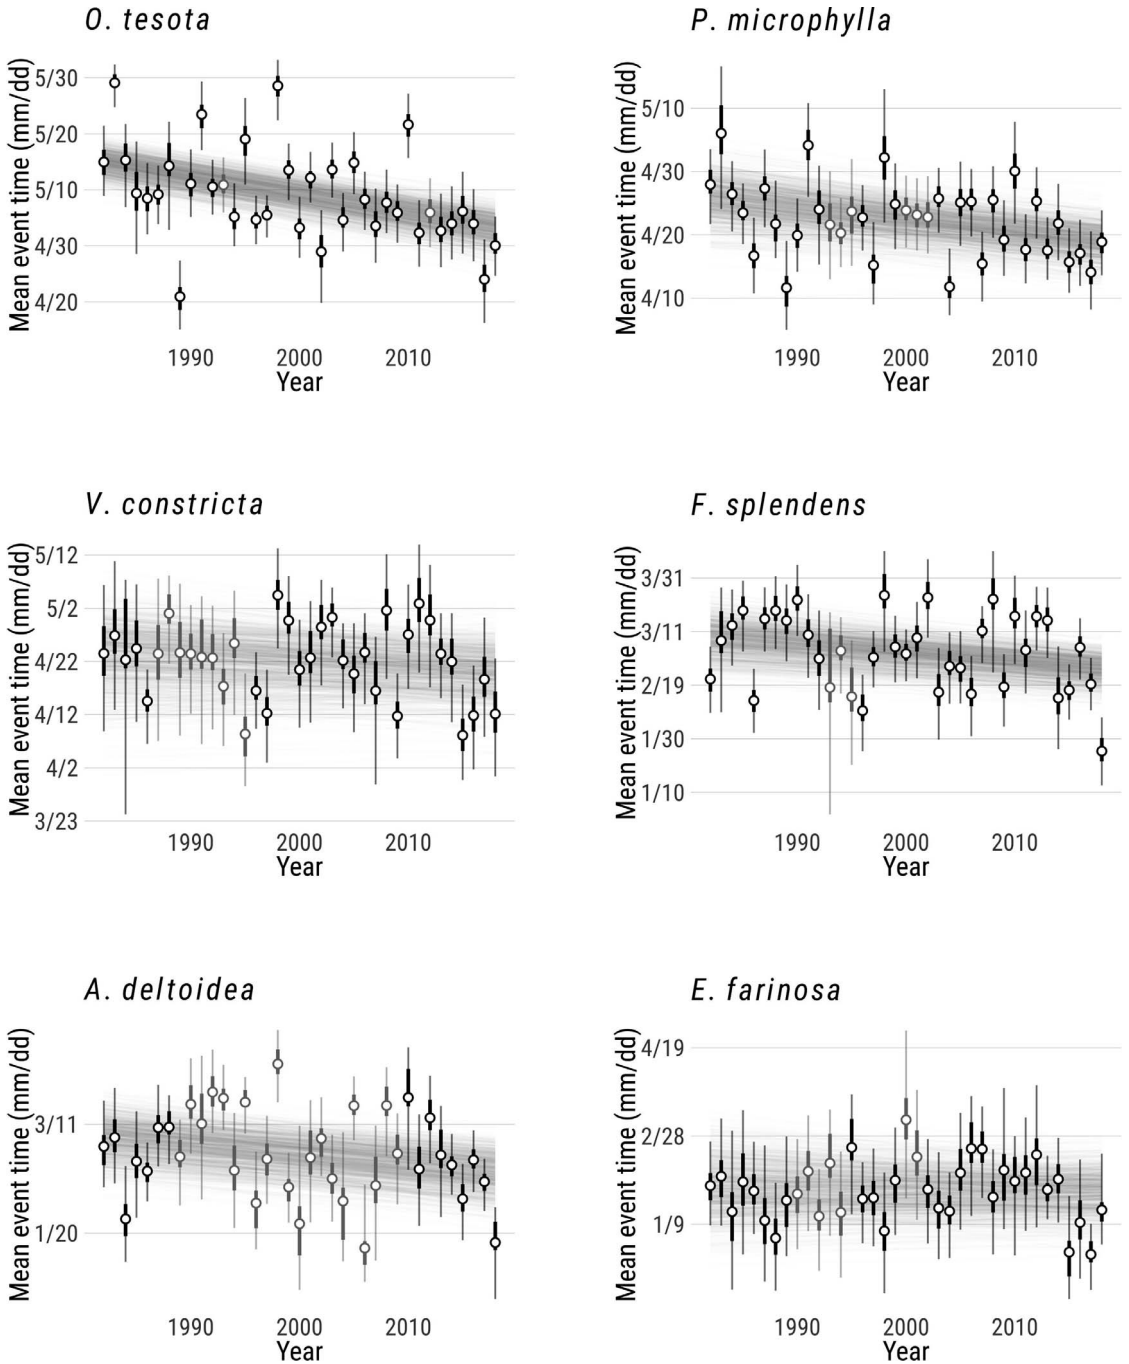 O. tesota
Mean event time (mm/dd)
5/30
5/20
5/10
4/30
4/20
1990 2000 2010
Year
P. microphylla
Mean event time (mm/dd)
5/10
4/30
4/20
4/10
1990 2000 2010
Year
V. constricta
Mean event time (mm/dd)
5/12
5/2
4/22
4/12
4/2
3/23
1990 2000 2010
Year
F. splendens
Mean event time (mm/dd)
3/31
3/11
2/19
1/30
1/10
1990 2000 2010
Year
A. deltoidea
Mean event time (mm/dd)
3/11
1/20
1990 2000 2010
Year
E. farinosa
Mean event time (mm/dd)
4/19
2/28
1/9
1990 2000 2010
Year